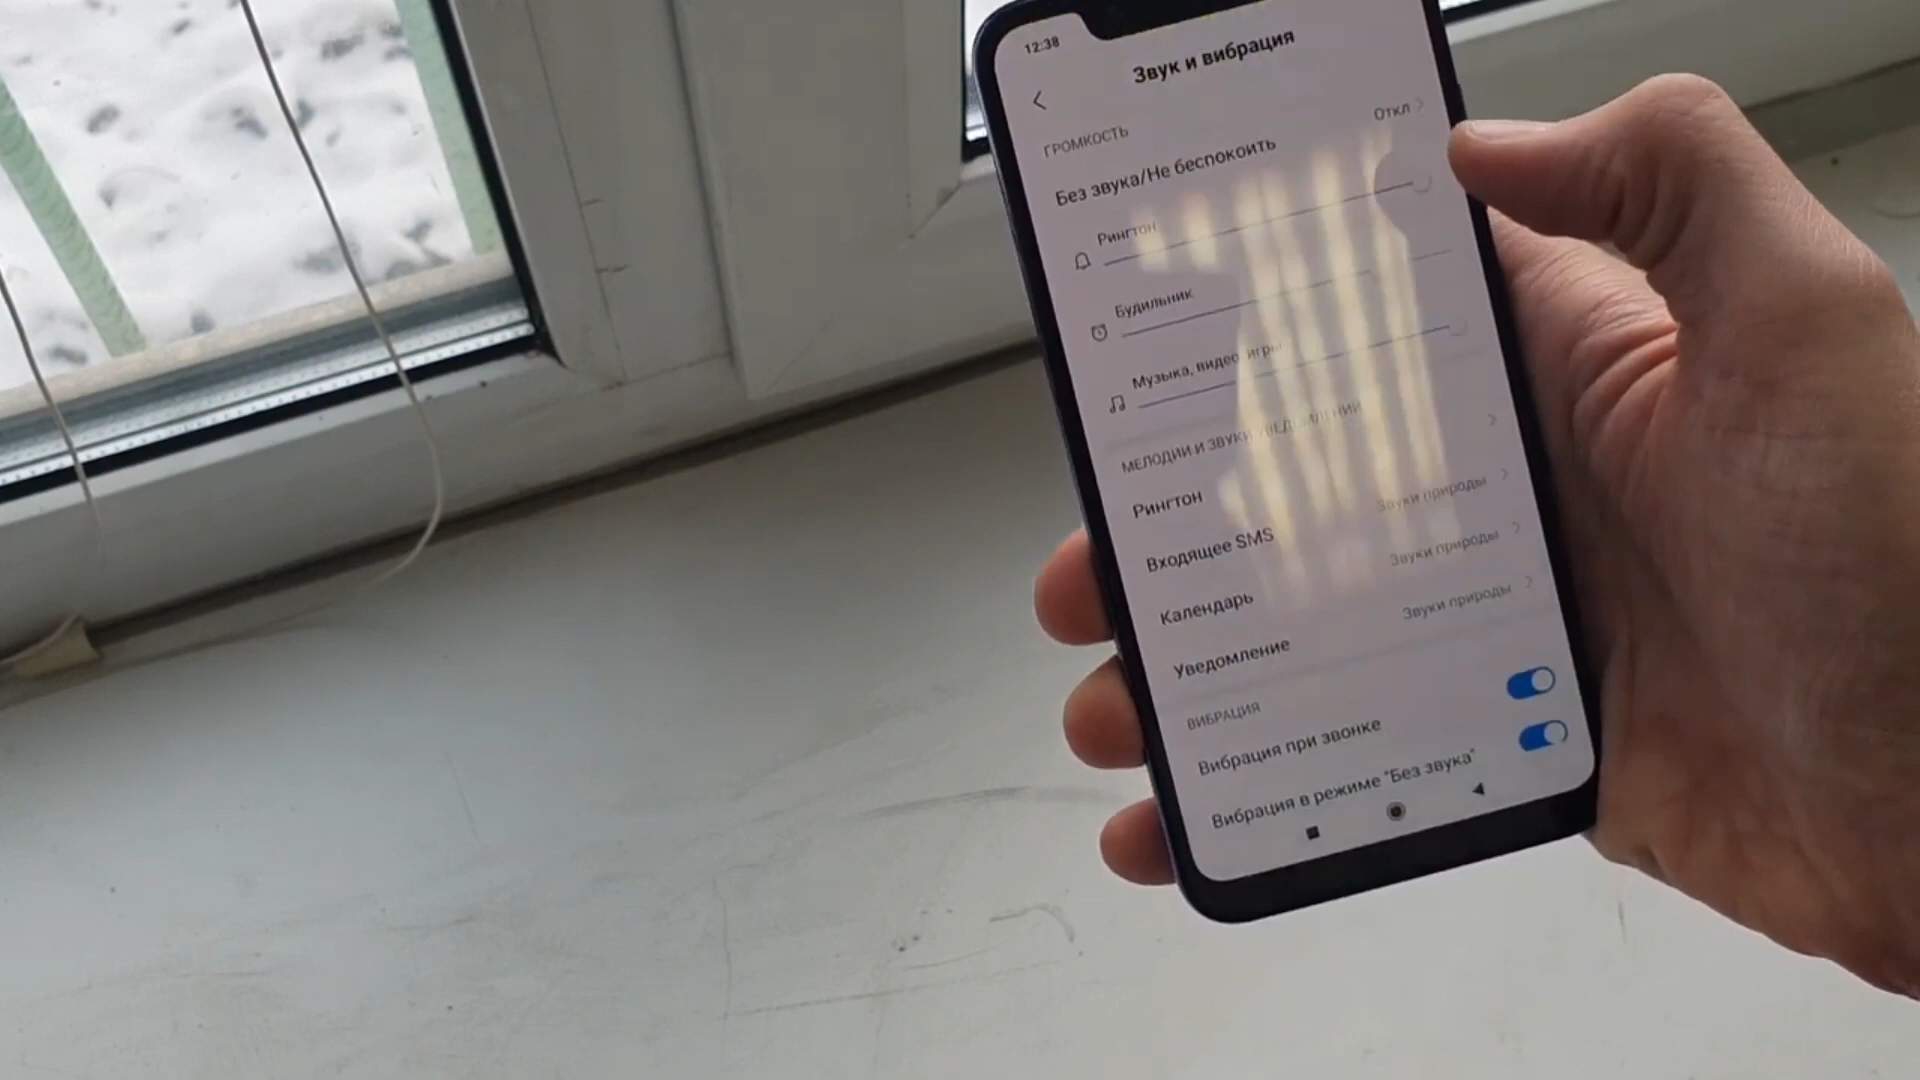 12:38
Звук и вибрация
ГРОМКОСТЬ
Без звука/Не беспокоить
Откл
Рингтон
Будильник
Музыка, видео, игры
МЕЛОДИИ И ЗВУКИ УВЕДОМЛЕНИЙ
Рингтон
Входящее SMS
Звуки природы
Календарь
Звуки природы
Уведомление
Звуки природы
ВИБРАЦИЯ
Вибрация при звонке
Вибрация в режиме "Без звука"